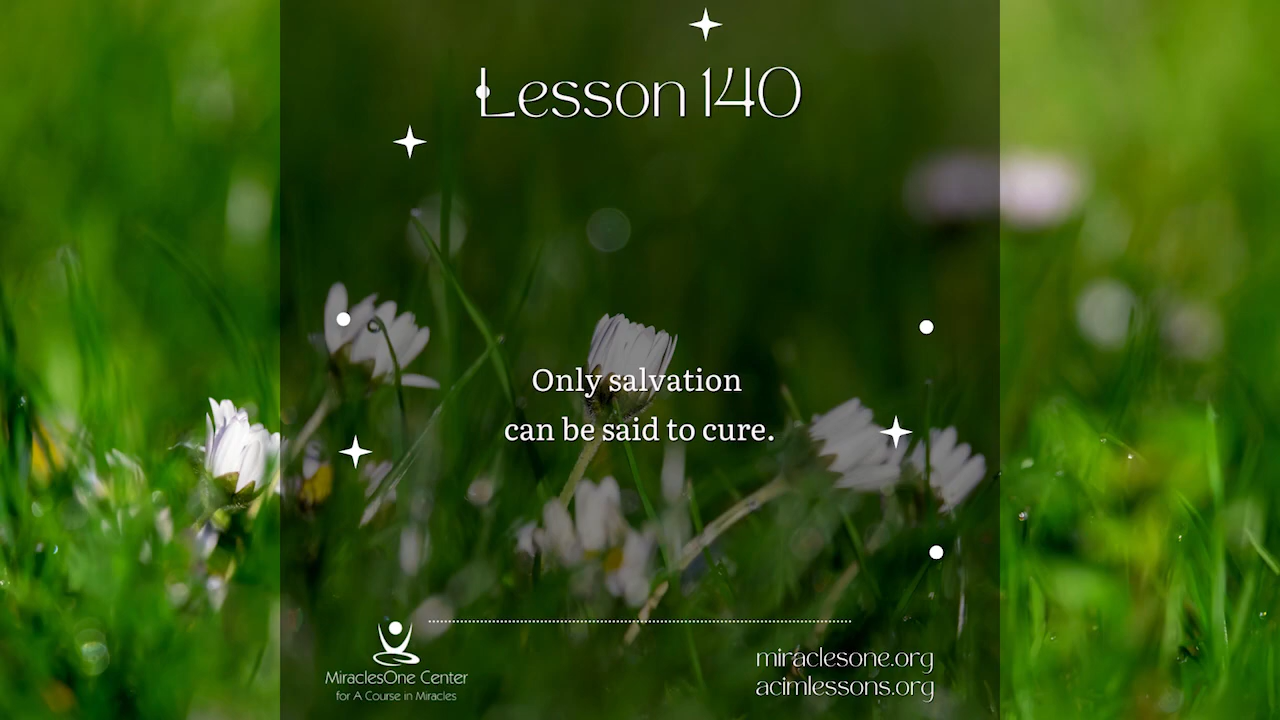 Lesson 140
Only salvation
can be said to cure.
MiraclesOne Center
for A Course in Miracles
miraclesone.org
acimlessons.org